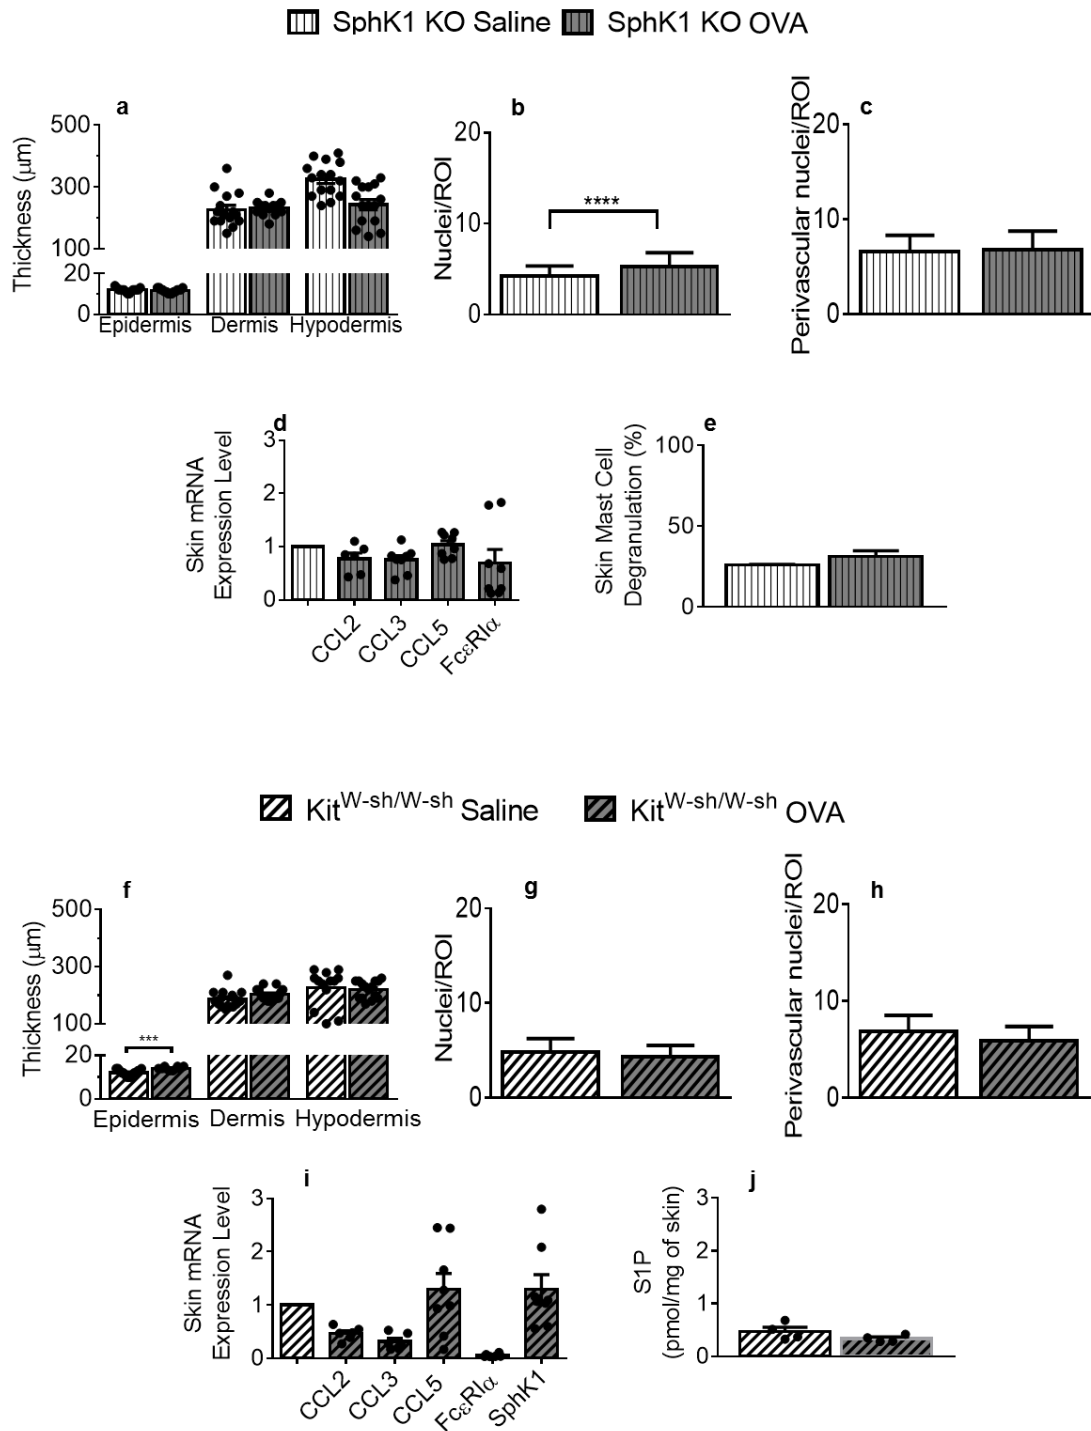 SphK1 KO Saline SphK1 KO OVA
a
Thickness (μm)
500
300
100
20
0
Epidermis Dermis Hypodermis
b
Nuclei/ROI
20
10
0
****
c
Perivascular nuclei/ROI
20
10
0
d
Skin mRNA
Expression Level
3
2
1
0
CCL2
CCL3
CCL5
FcεRIα
e
Skin Mast Cell
Degranulation (%)
100
50
0
Kit^W-sh/W-sh Saline Kit^W-sh/W-sh OVA
f
Thickness (μm)
500
300
100
20
0
***
Epidermis Dermis Hypodermis
g
Nuclei/ROI
20
10
0
h
Perivascular nuclei/ROI
20
10
0
i
Skin mRNA
Expression Level
3
2
1
0
CCL2
CCL3
CCL5
FcεRIα
SphK1
j
S1P
(pmol/mg of skin)
3
2
1
0